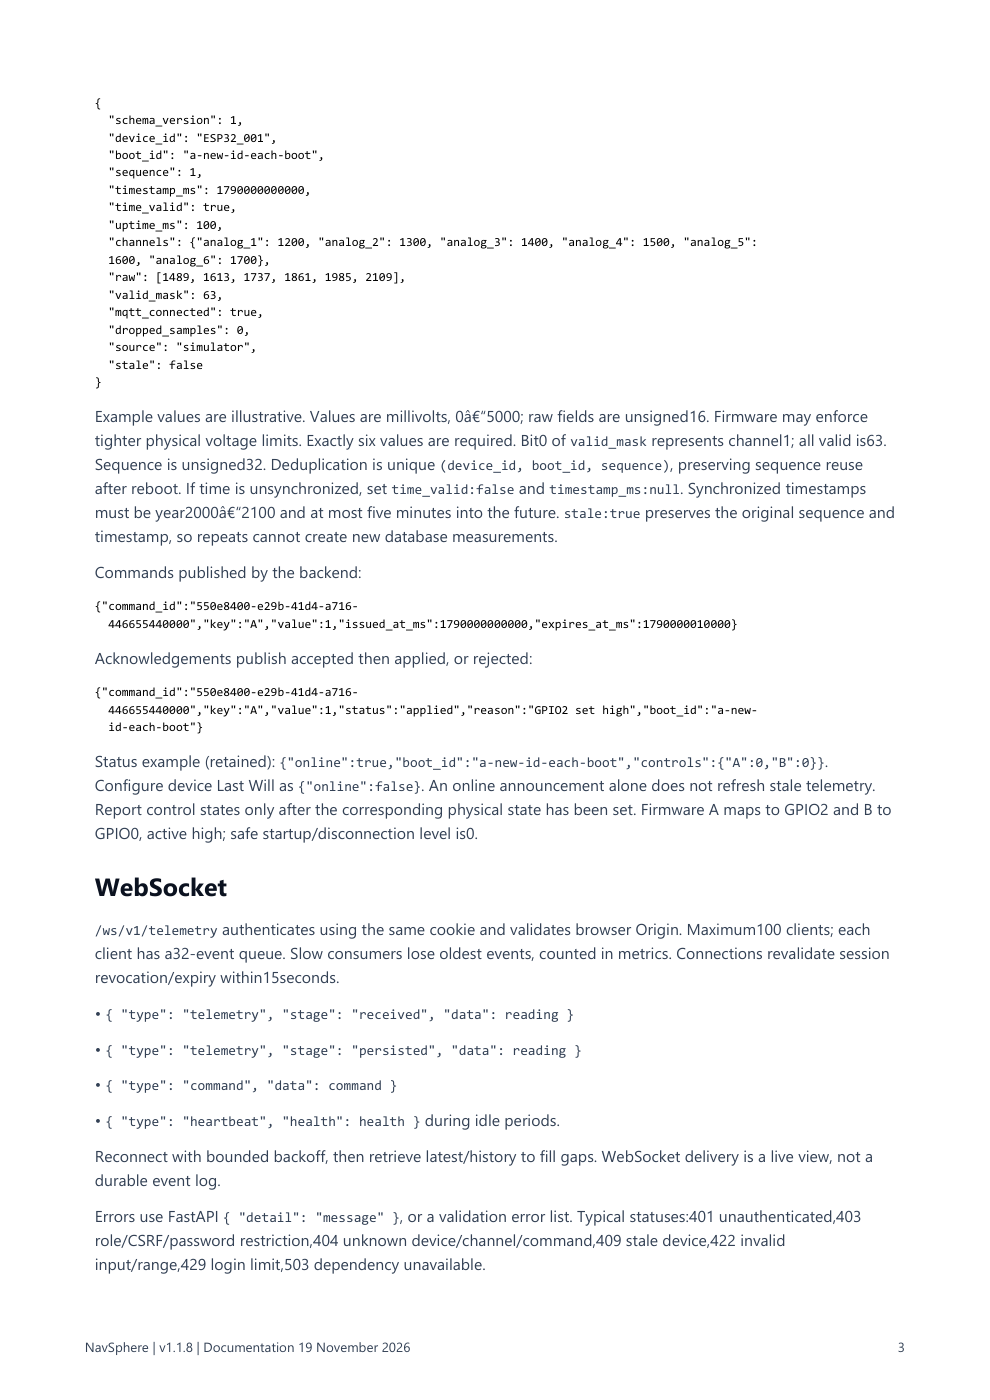 {
"schema_version": 1,
"device_id": "ESP32_001",
"boot_id": "a-new-id-each-boot",
"sequence": 1,
"timestamp_ms": 1790000000000,
"time_valid": true,
"uptime_ms": 100,
"channels": {"analog_1": 1200, "analog_2": 1300, "analog_3": 1400, "analog_4": 1500, "analog_5":
1600, "analog_6": 1700},
"raw": [1489, 1613, 1737, 1861, 1985, 2109],
"valid_mask": 63,
"mqtt_connected": true,
"dropped_samples": 0,
"source": "simulator",
"stale": false
}
Example values are illustrative. Values are millivolts, 0â€“5000; raw fields are unsigned16. Firmware may enforce
tighter physical voltage limits. Exactly six values are required. Bit0 of valid_mask represents channel1; all valid is63.
Sequence is unsigned32. Deduplication is unique (device_id, boot_id, sequence), preserving sequence reuse
after reboot. If time is unsynchronized, set time_valid:false and timestamp_ms:null. Synchronized timestamps
must be year2000â€“2100 and at most five minutes into the future. stale:true preserves the original sequence and
timestamp, so repeats cannot create new database measurements.
Commands published by the backend:
{"command_id":"550e8400-e29b-41d4-a716-
446655440000","key":"A","value":1,"issued_at_ms":1790000000000,"expires_at_ms":1790000010000}
Acknowledgements publish accepted then applied, or rejected:
{"command_id":"550e8400-e29b-41d4-a716-
446655440000","key":"A","value":1,"status":"applied","reason":"GPIO2 set high","boot_id":"a-new-
id-each-boot"}
Status example (retained): {"online":true,"boot_id":"a-new-id-each-boot","controls":{"A":0,"B":0}}.
Configure device Last Will as {"online":false}. An online announcement alone does not refresh stale telemetry.
Report control states only after the corresponding physical state has been set. Firmware A maps to GPIO2 and B to
GPIO0, active high; safe startup/disconnection level is0.
WebSocket
/ws/v1/telemetry authenticates using the same cookie and validates browser Origin. Maximum100 clients; each
client has a32-event queue. Slow consumers lose oldest events, counted in metrics. Connections revalidate session
revocation/expiry within15seconds.
• { "type": "telemetry", "stage": "received", "data": reading }
• { "type": "telemetry", "stage": "persisted", "data": reading }
• { "type": "command", "data": command }
• { "type": "heartbeat", "health": health } during idle periods.
Reconnect with bounded backoff, then retrieve latest/history to fill gaps. WebSocket delivery is a live view, not a
durable event log.
Errors use FastAPI { "detail": "message" }, or a validation error list. Typical statuses:401 unauthenticated,403
role/CSRF/password restriction,404 unknown device/channel/command,409 stale device,422 invalid
input/range,429 login limit,503 dependency unavailable.
NavSphere | v1.1.8 | Documentation 19 November 2026
3